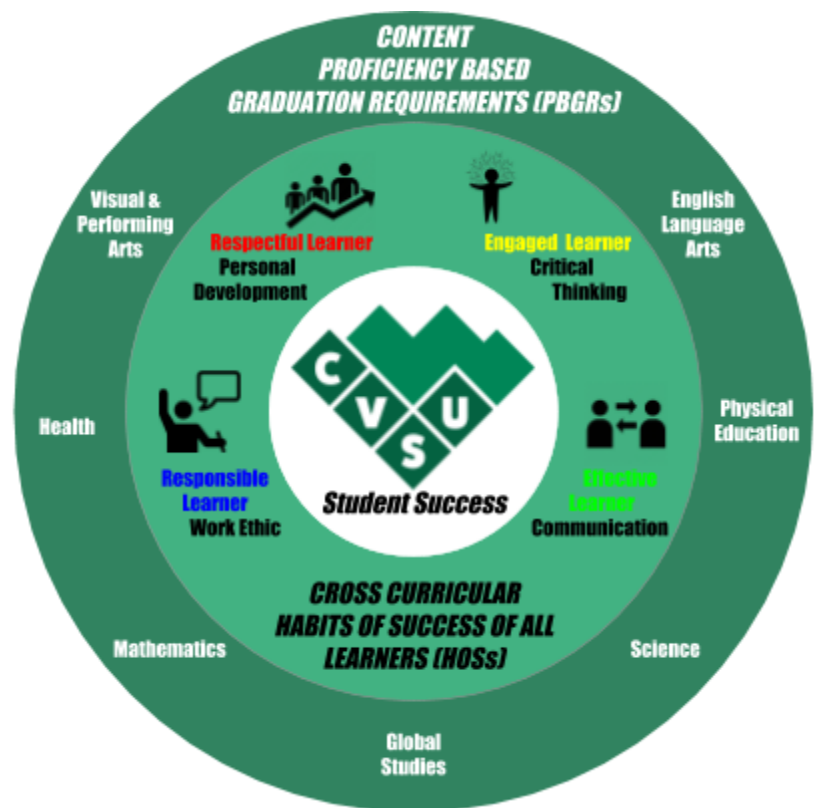 CONTENT
PROFICIENCY BASED
GRADUATION REQUIREMENTS (PBGRs)
Visual &
Performing
Arts
English
Language
Arts
Respectful Learner
Personal
Development
Engaged Learner
Critical
Thinking
C
V
S
U
Student Success
Health
Physical
Education
Responsible
Learner
Work Ethic
Effective
Learner
Communication
CROSS CURRICULAR
HABITS OF SUCCESS OF ALL
LEARNERS (HOSs)
Mathematics
Science
Global
Studies